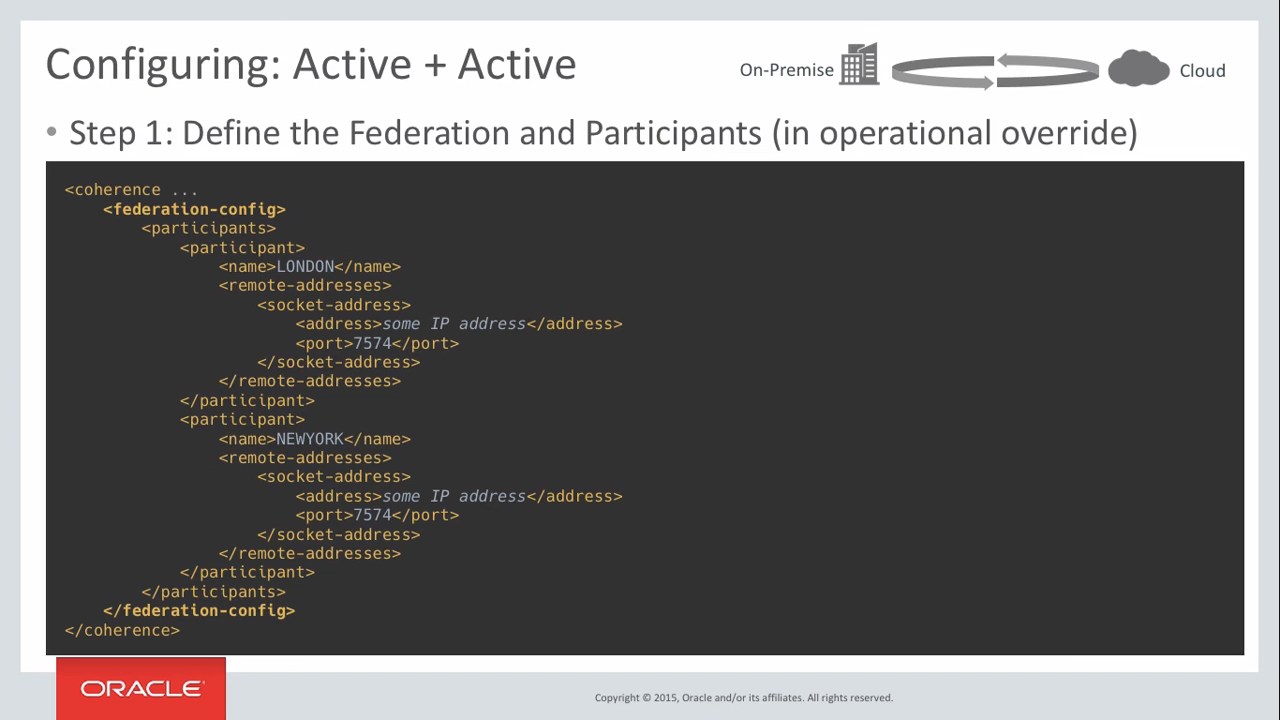 Configuring: Active + Active
On-Premise
Cloud
• Step 1: Define the Federation and Participants (in operational override)
<coherence ...
    <federation-config>
        <participants>
            <participant>
                <name>LONDON</name>
                <remote-addresses>
                    <socket-address>
                        <address>some IP address</address>
                        <port>7574</port>
                    </socket-address>
                </remote-addresses>
            </participant>
            <participant>
                <name>NEWYORK</name>
                <remote-addresses>
                    <socket-address>
                        <address>some IP address</address>
                        <port>7574</port>
                    </socket-address>
                </remote-addresses>
            </participant>
        </participants>
    </federation-config>
</coherence>
ORACLE
Copyright © 2015, Oracle and/or its affiliates. All rights reserved.